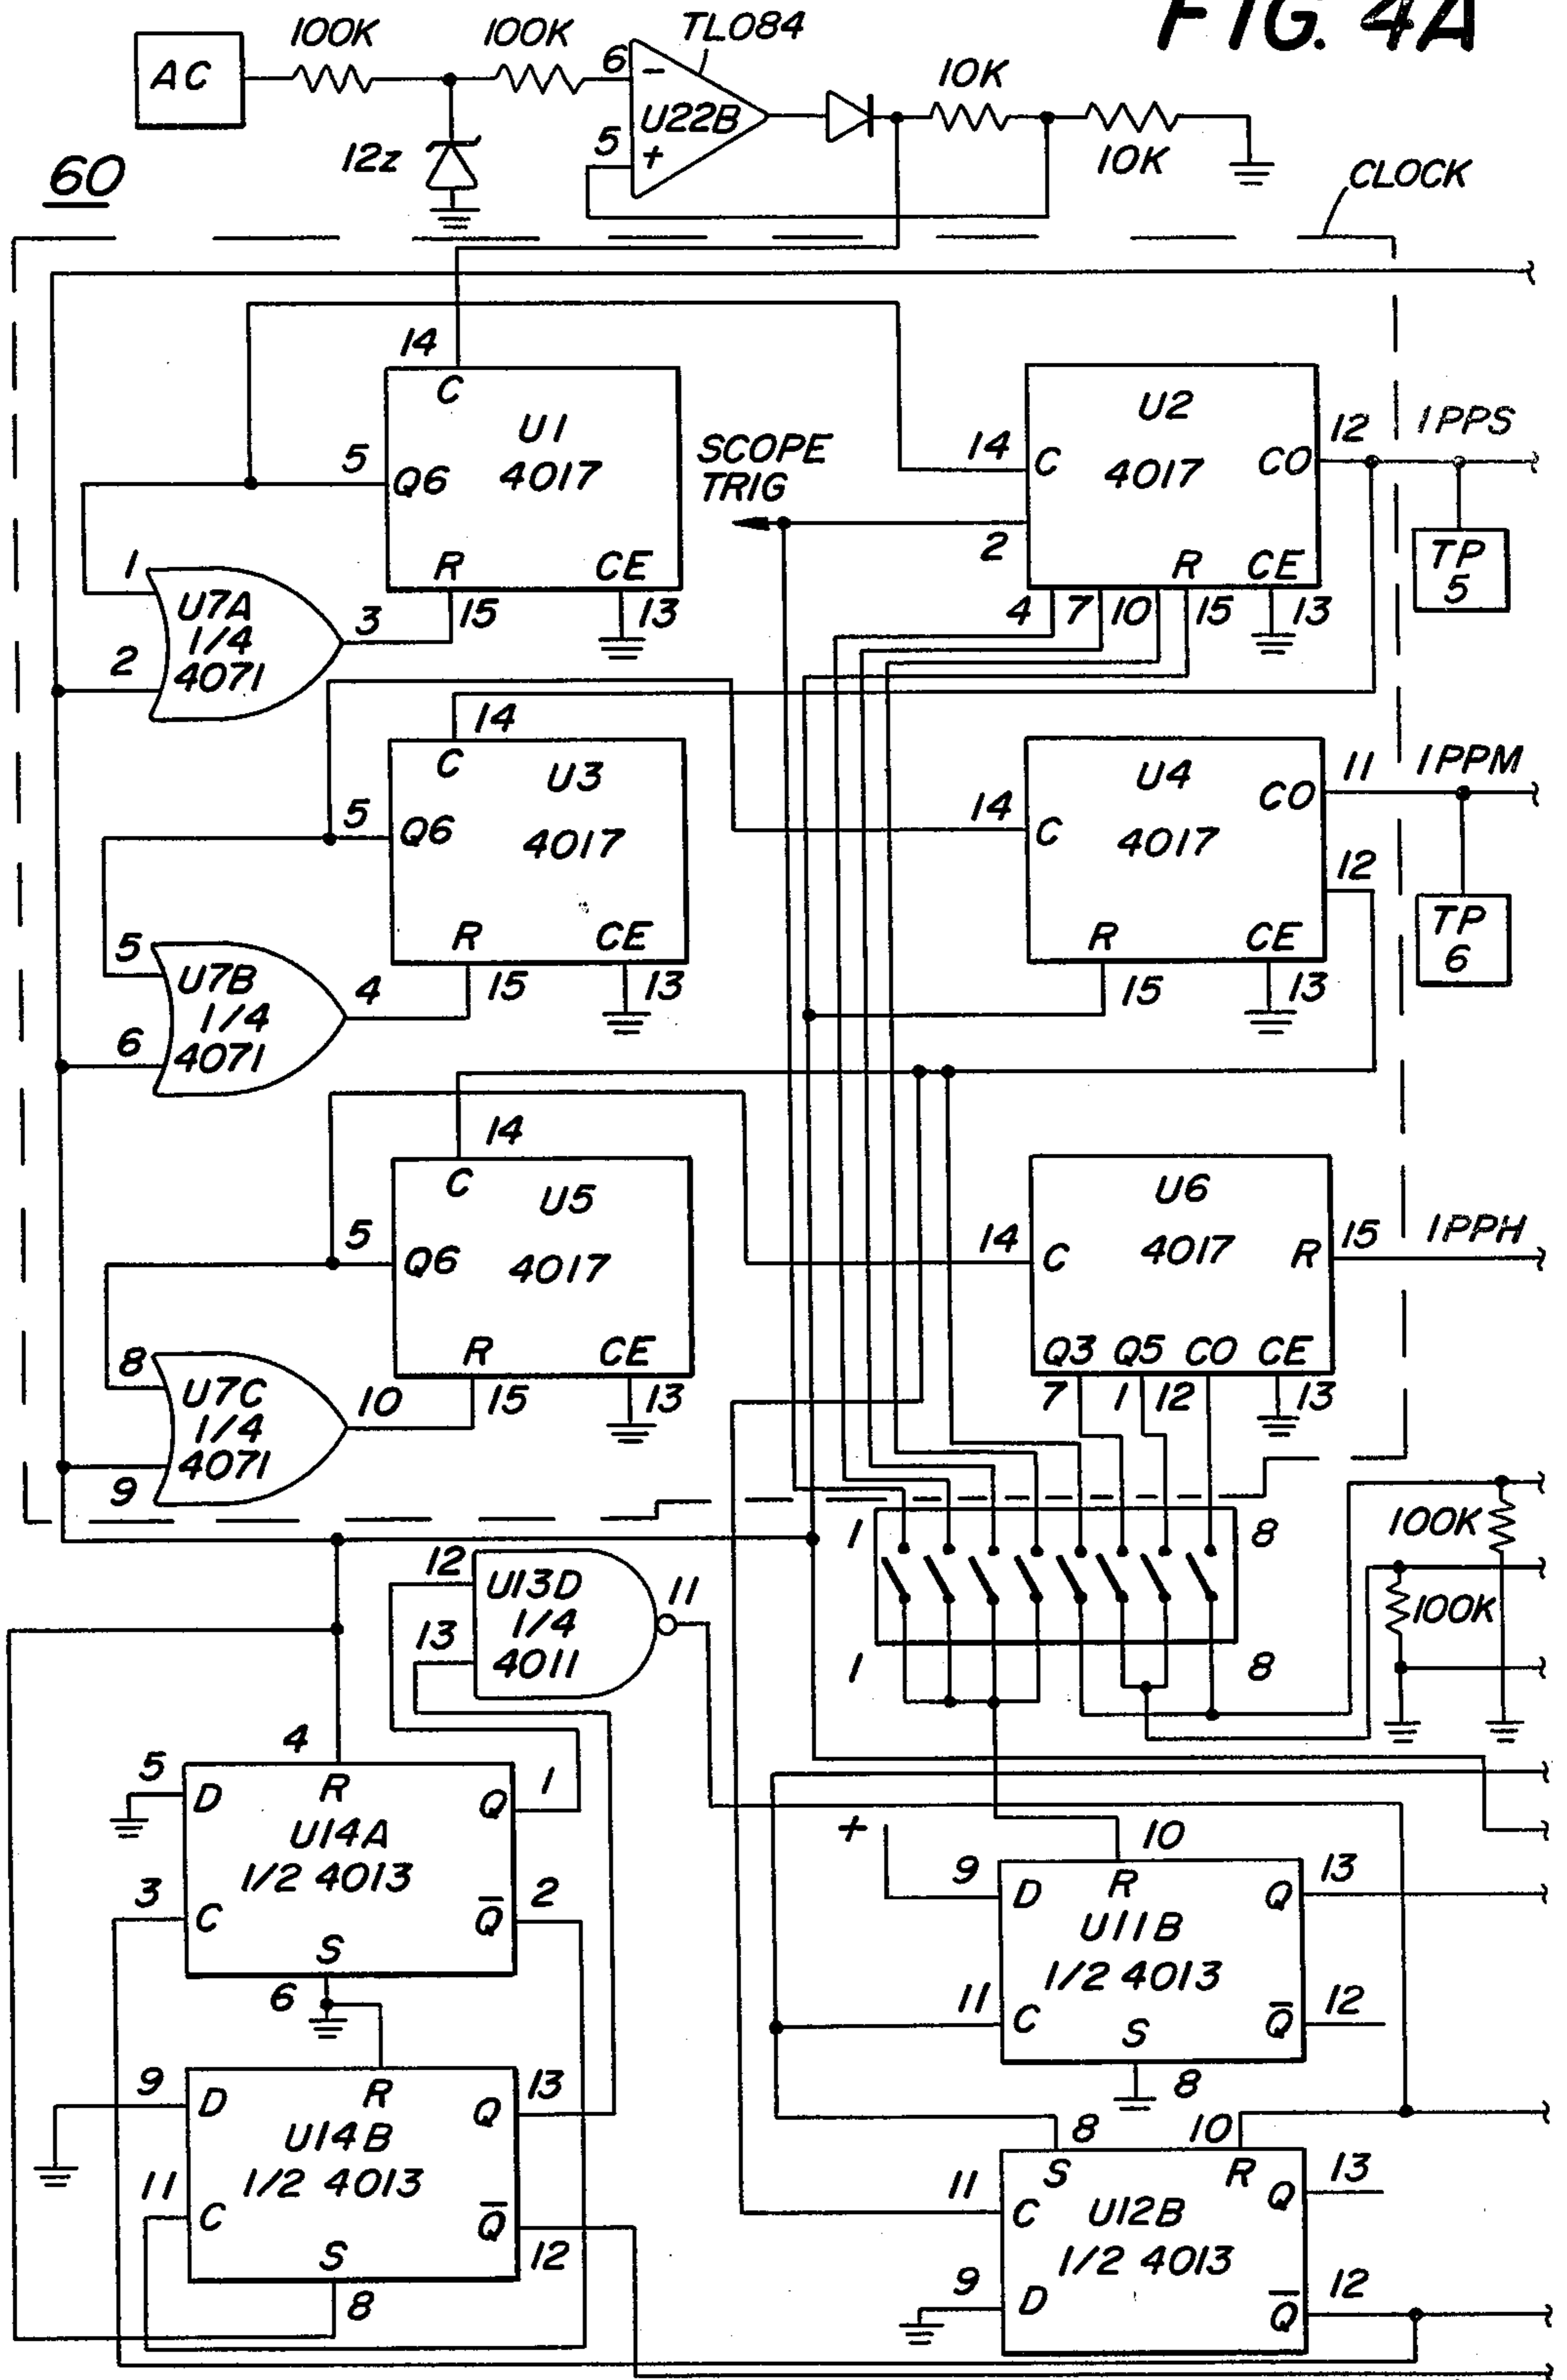 FIG. 4A
AC
100K
100K
TL084
6
-
U22B
5
+
10K
10K
12z
60
CLOCK
14
C
U1
4017
5
Q6
R
15
CE
13
SCOPE
TRIG
14
C
U2
4017
CO
12
1PPS
2
R
CE
4
7
10
15
13
TP
5
1
U7A
1/4
4071
2
3
14
C
U3
4017
5
Q6
R
15
CE
13
14
C
U4
4017
CO
11
1PPM
12
R
15
CE
13
TP
6
5
U7B
1/4
4071
6
4
14
C
U5
4017
5
Q6
R
15
CE
13
14
C
U6
4017
R
15
1PPH
Q3
Q5
CO
CE
7
1
12
13
8
U7C
1/4
4071
9
10
1
8
1
8
100K
100K
12
U13D
1/4
4011
13
11
4
5
D
R
Q
1
U14A
1/2 4013
3
C
Q̅
2
S
6
9
D
R
Q
13
U14B
1/2 4013
11
C
Q̅
12
S
8
+
10
9
D
R
Q
13
U11B
1/2 4013
11
C
S
Q̅
12
8
8
10
S
R
Q
13
11
C
U12B
1/2 4013
9
D
Q̅
12